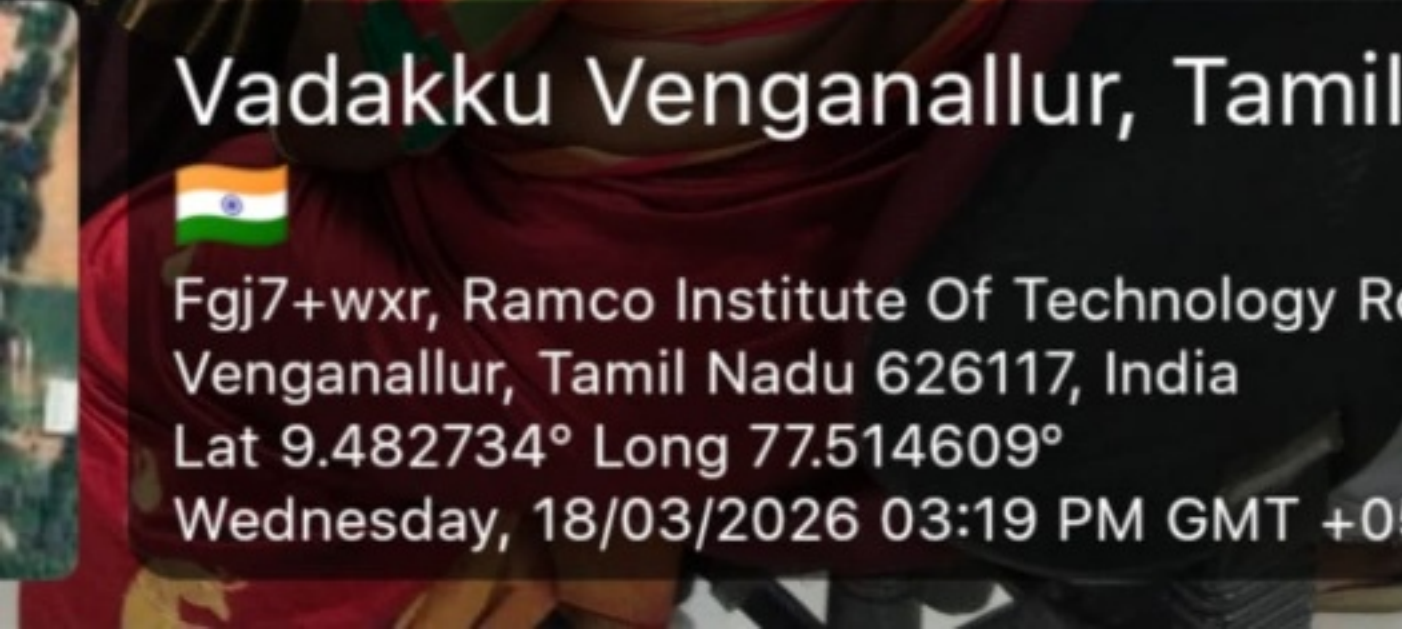 Vadakku Venganallur, Tamil
Fgj7+wxr, Ramco Institute Of Technology
Venganallur, Tamil Nadu 626117, India
Lat 9.482734° Long 77.514609°
Wednesday, 18/03/2026 03:19 PM GMT